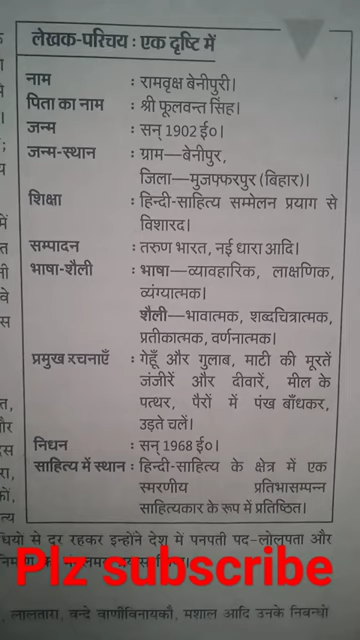 लेखक-परिचय : एक दृष्टि में
नाम : रामवृक्ष बेनीपुरी।
पिता का नाम : श्री फूलवन्त सिंह।
जन्म : सन् 1902 ई०।
जन्म-स्थान : ग्राम—बेनीपुर,
जिला—मुजफ्फरपुर (बिहार)।
शिक्षा : हिन्दी-साहित्य सम्मेलन प्रयाग से
विशारद।
सम्पादन : तरुण भारत, नई धारा आदि।
भाषा-शैली : भाषा—व्यावहारिक, लाक्षणिक,
व्यंग्यात्मक।
शैली—भावात्मक, शब्दचित्रात्मक,
प्रतीकात्मक, वर्णनात्मक।
प्रमुख रचनाएँ : गेहूँ और गुलाब, माटी की मूरतें
जंजीरें और दीवारें, मील के
पत्थर, पैरों में पंख बाँधकर,
उड़ते चलें।
निधन : सन् 1968 ई०।
साहित्य में स्थान : हिन्दी-साहित्य के क्षेत्र में एक
स्मरणीय प्रतिभासम्पन्न
साहित्यकार के रूप में प्रतिष्ठित।
से दूर रहकर इन्होंने देश में पनपती पद-लोलुपता और
Plz subscribe
लालतारा, वन्दे वाणीविनायकौ, मशाल आदि उनके निबन्धों